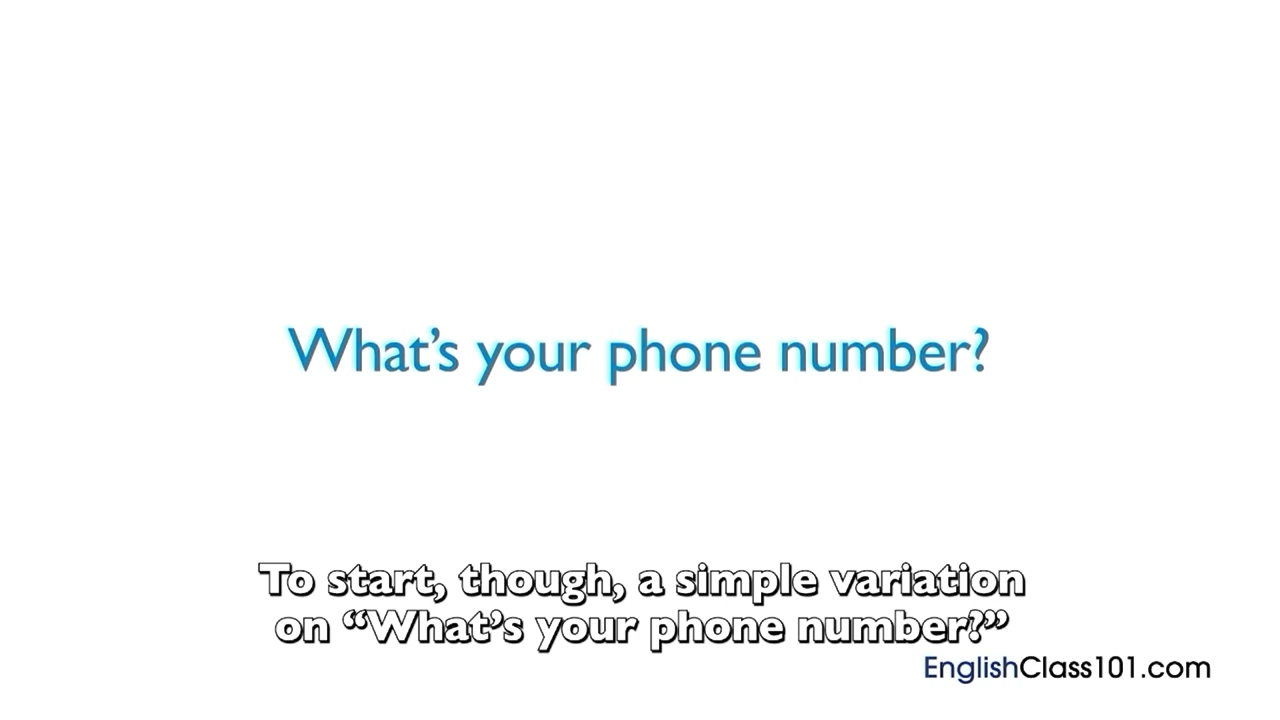 What’s your phone number?
To start, though, a simple variation
on “What’s your phone number?”
EnglishClass101.com